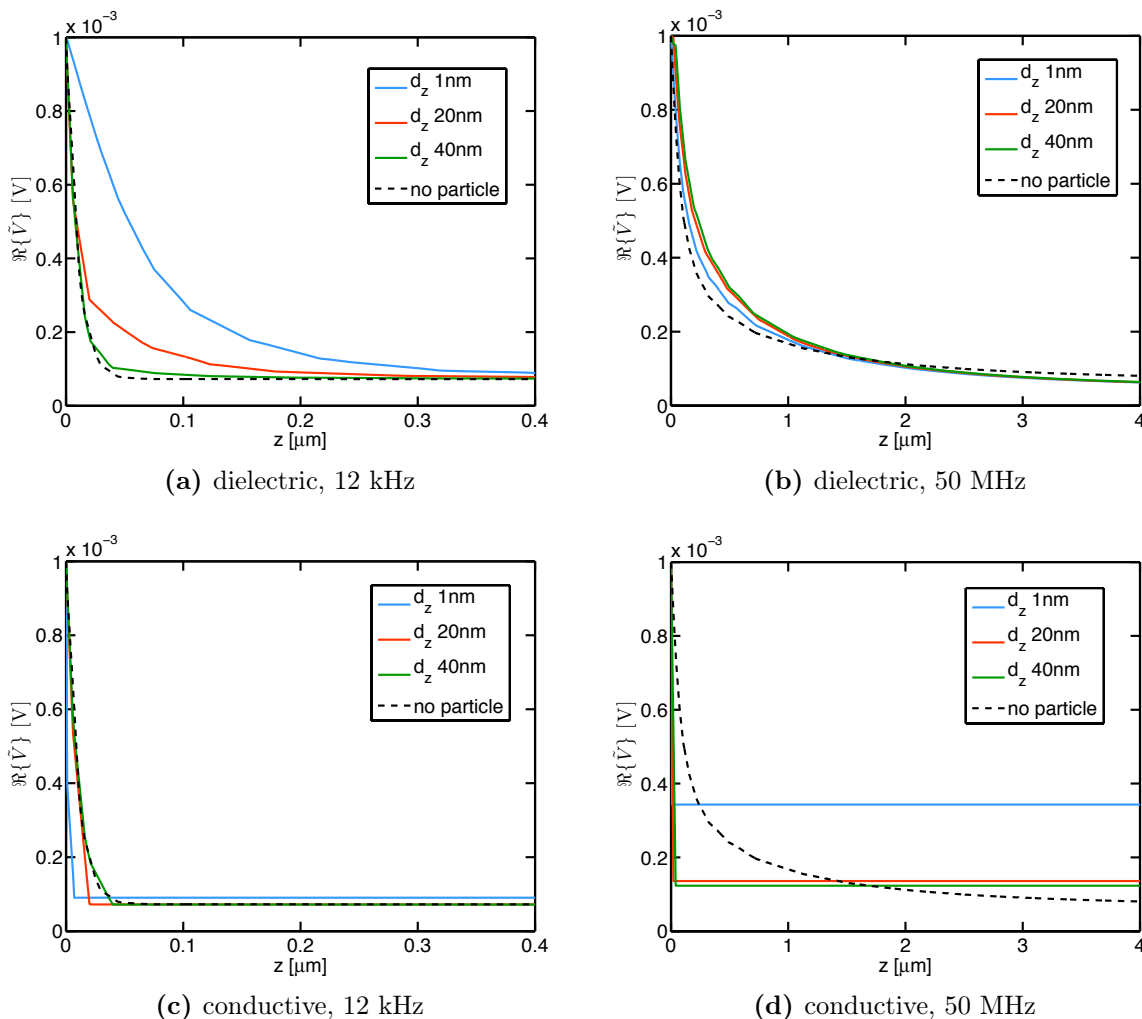 x 10⁻³
1
0.8
0.6
0.4
0.2
0
ℜ{Ṽ} [V]
d_z 1nm
d_z 20nm
d_z 40nm
no particle
0 0.1 0.2 0.3 0.4
z [μm]
(a) dielectric, 12 kHz
x 10⁻³
1
0.8
0.6
0.4
0.2
0
ℜ{Ṽ} [V]
d_z 1nm
d_z 20nm
d_z 40nm
no particle
0 1 2 3 4
z [μm]
(b) dielectric, 50 MHz
x 10⁻³
1
0.8
0.6
0.4
0.2
0
ℜ{Ṽ} [V]
d_z 1nm
d_z 20nm
d_z 40nm
no particle
0 0.1 0.2 0.3 0.4
z [μm]
(c) conductive, 12 kHz
x 10⁻³
1
0.8
0.6
0.4
0.2
0
ℜ{Ṽ} [V]
d_z 1nm
d_z 20nm
d_z 40nm
no particle
0 1 2 3 4
z [μm]
(d) conductive, 50 MHz